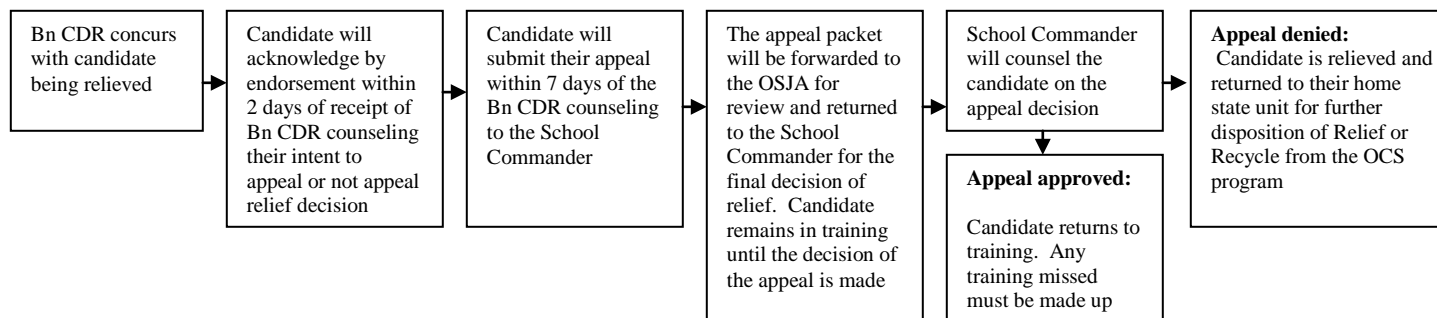 Bn CDR concurs
with candidate
being relieved
Candidate will
acknowledge by
endorsement within
2 days of receipt of
Bn CDR counseling
their intent to
appeal or not appeal
relief decision
Candidate will
submit their appeal
within 7 days of the
Bn CDR counseling
to the School
Commander
The appeal packet
will be forwarded to
the OSJA for
review and returned
to the School
Commander for the
final decision of
relief.  Candidate
remains in training
until the decision of
the appeal is made
School Commander
will counsel the
candidate on the
appeal decision
Appeal approved:
Candidate returns to
training.  Any
training missed
must be made up
Appeal denied:
Candidate is relieved and
returned to their home
state unit for further
disposition of Relief or
Recycle from the OCS
program